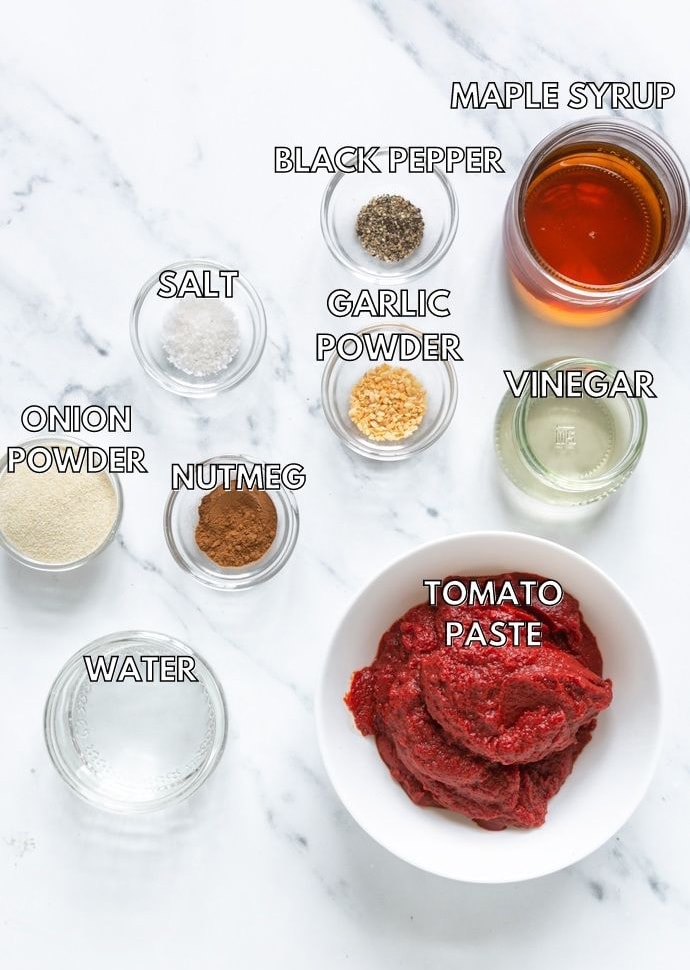 MAPLE SYRUP
BLACK PEPPER
SALT
GARLIC
POWDER
VINEGAR
ONION
POWDER
NUTMEG
TOMATO
PASTE
WATER